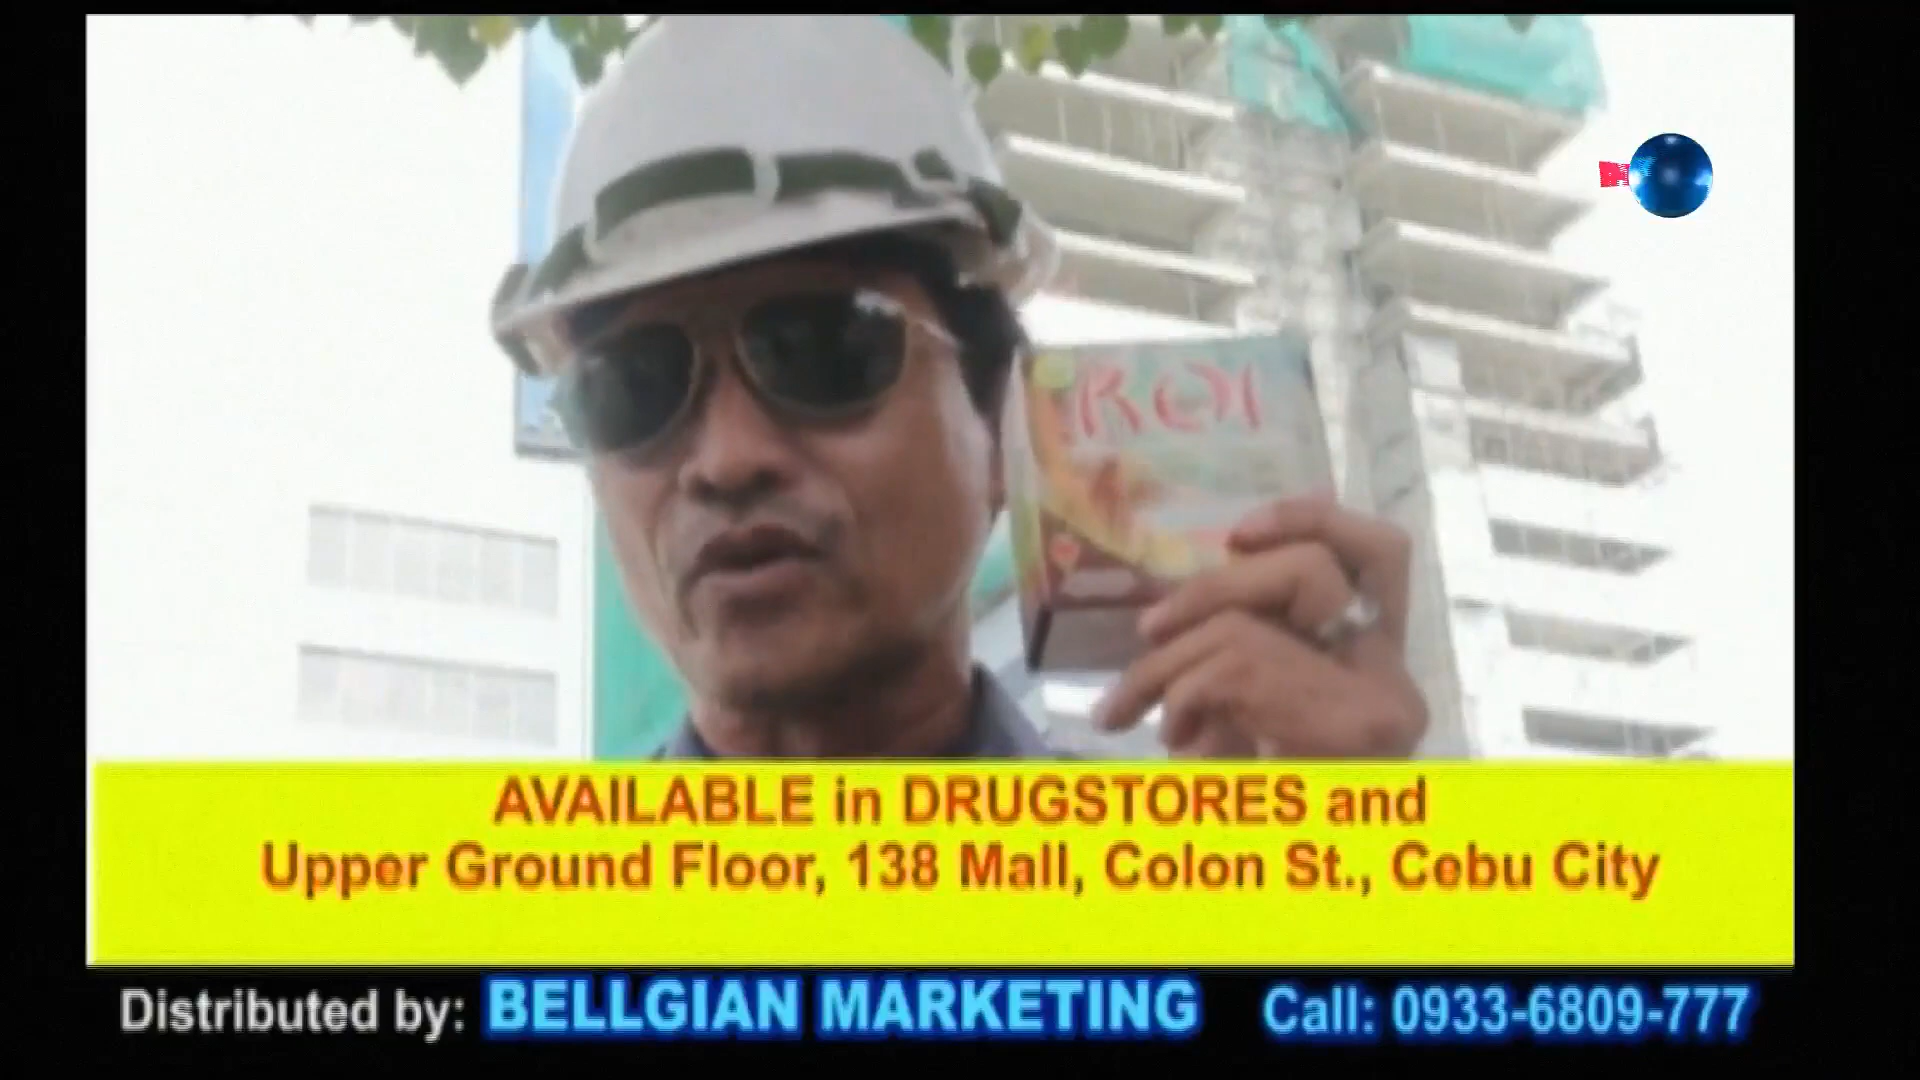 ROI
AVAILABLE in DRUGSTORES and
Upper Ground Floor, 138 Mall, Colon St., Cebu City
Distributed by: BELLGIAN MARKETING Call: 0933-6809-777